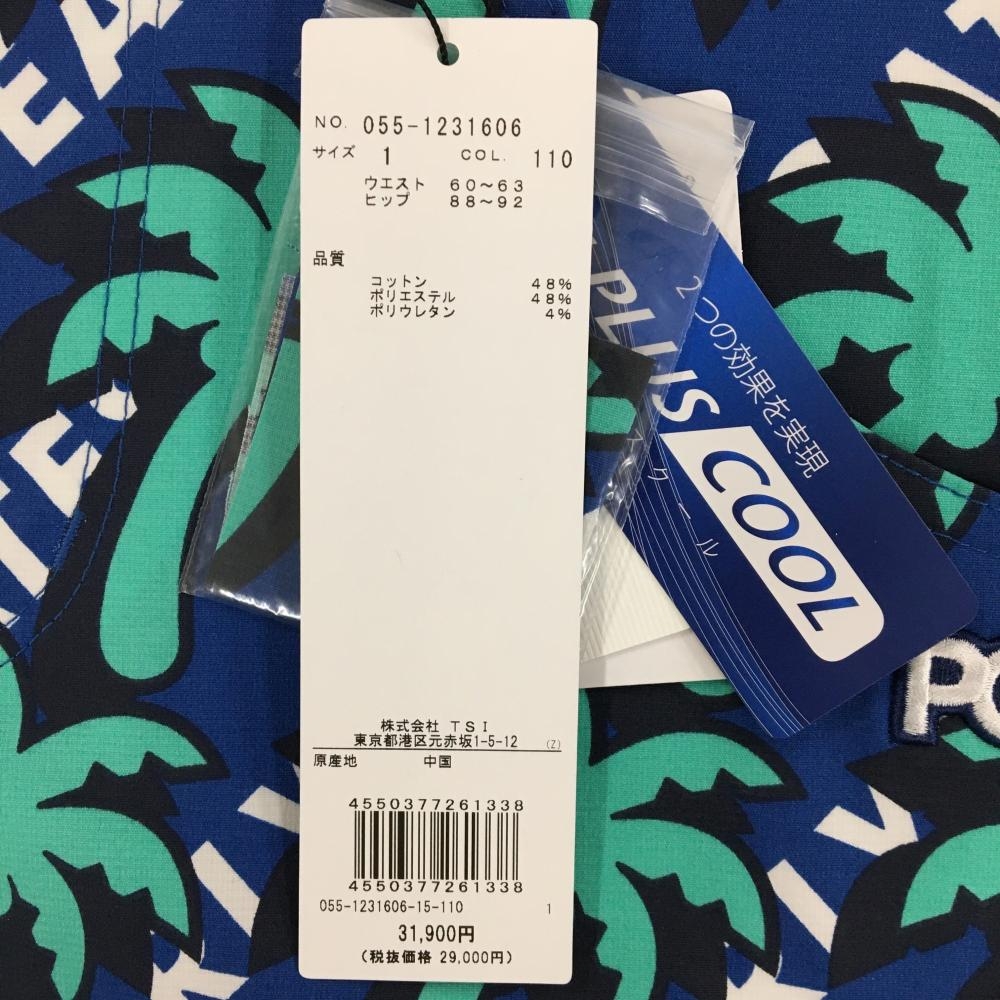 NO. 055-1231606
サイズ 1 COL. 110
ウエスト 60～63
ヒップ 88～92
品質
コットン 48%
ポリエステル 48%
ポリウレタン 4%
株式会社 TSI
東京都港区元赤坂1-5-12 (Z)
原産地 中国
4550377261338
4550377261338
055-1231606-15-110 1
31,900円
(税抜価格 29,000円)
2つの効果を実現
PLUS
COOL
クール